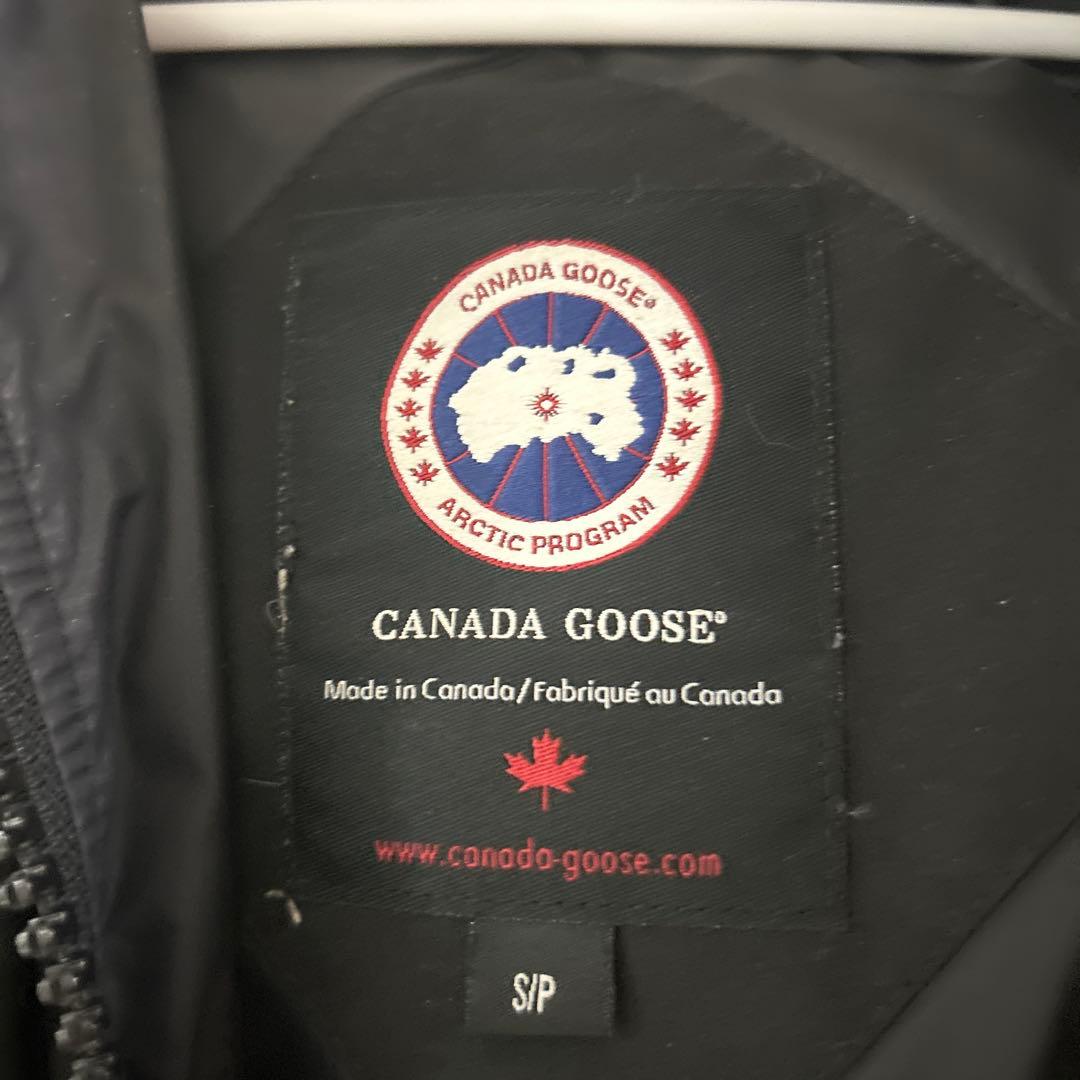 CANADA GOOSE®
ARCTIC PROGRAM
CANADA GOOSE®
Made in Canada/Fabriqué au Canada
www.canada-goose.com
S/P